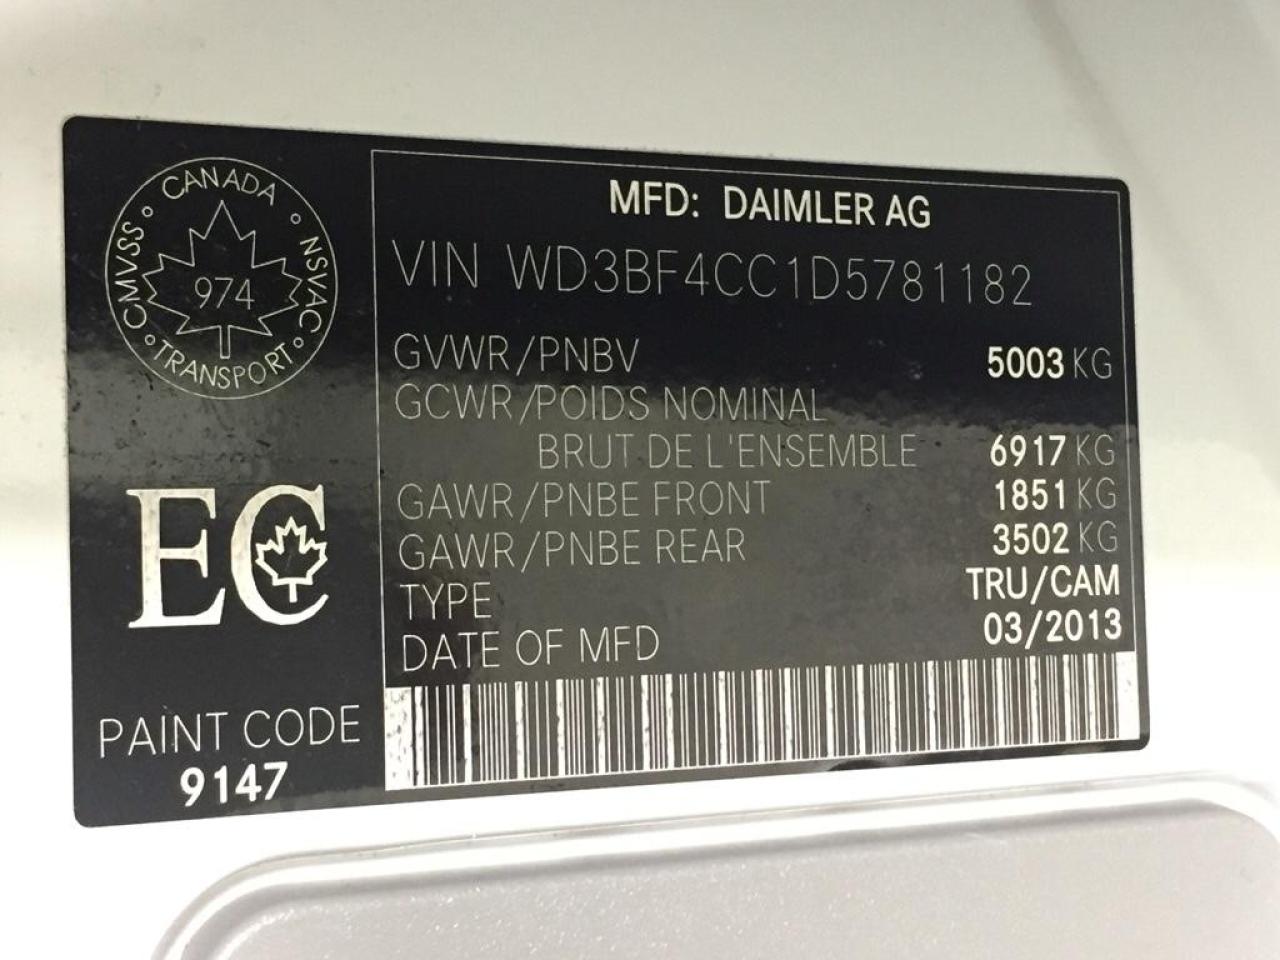 CANADA
CMVSS
NSVAC
974
TRANSPORT
EC
PAINT CODE
9147
MFD: DAIMLER AG
VIN WD3BF4CC1D5781182
GVWR/PNBV 5003 KG
GCWR/POIDS NOMINAL
BRUT DE L'ENSEMBLE 6917 KG
GAWR/PNBE FRONT 1851 KG
GAWR/PNBE REAR 3502 KG
TYPE TRU/CAM
DATE OF MFD 03/2013